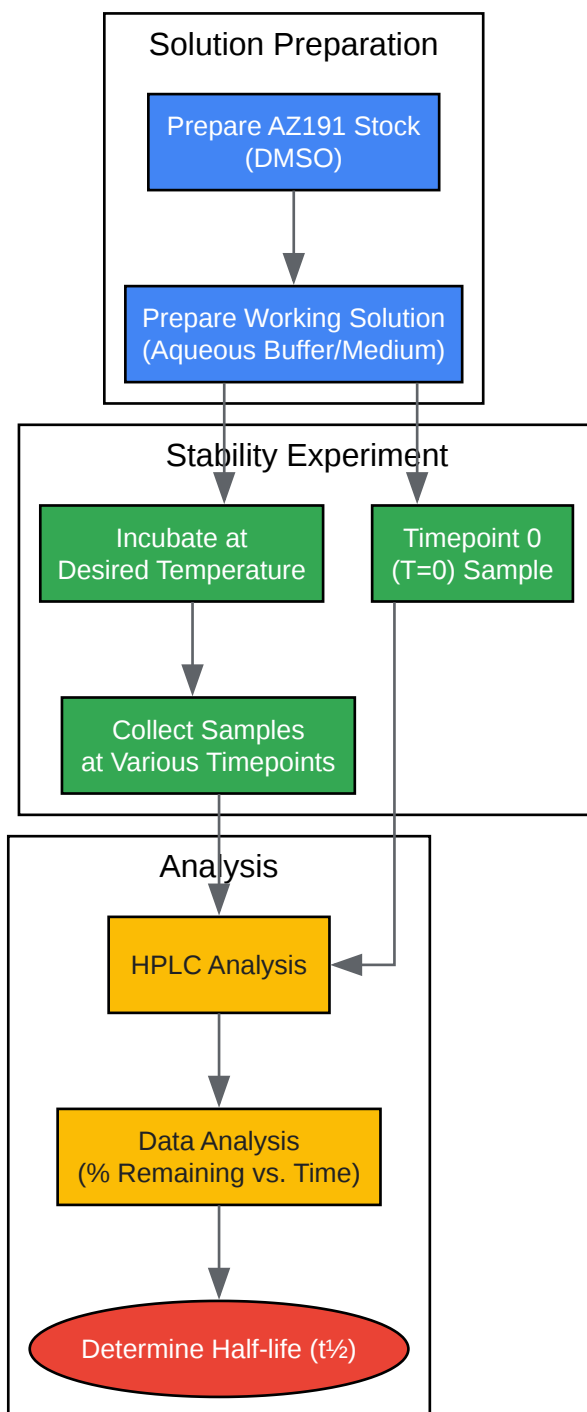 Solution Preparation
Prepare AZ191 Stock
(DMSO)
Prepare Working Solution
(Aqueous Buffer/Medium)
Stability Experiment
Incubate at
Desired Temperature
Timepoint 0
(T=0) Sample
Collect Samples
at Various Timepoints
Analysis
HPLC Analysis
Data Analysis
(% Remaining vs. Time)
Determine Half-life (t½)